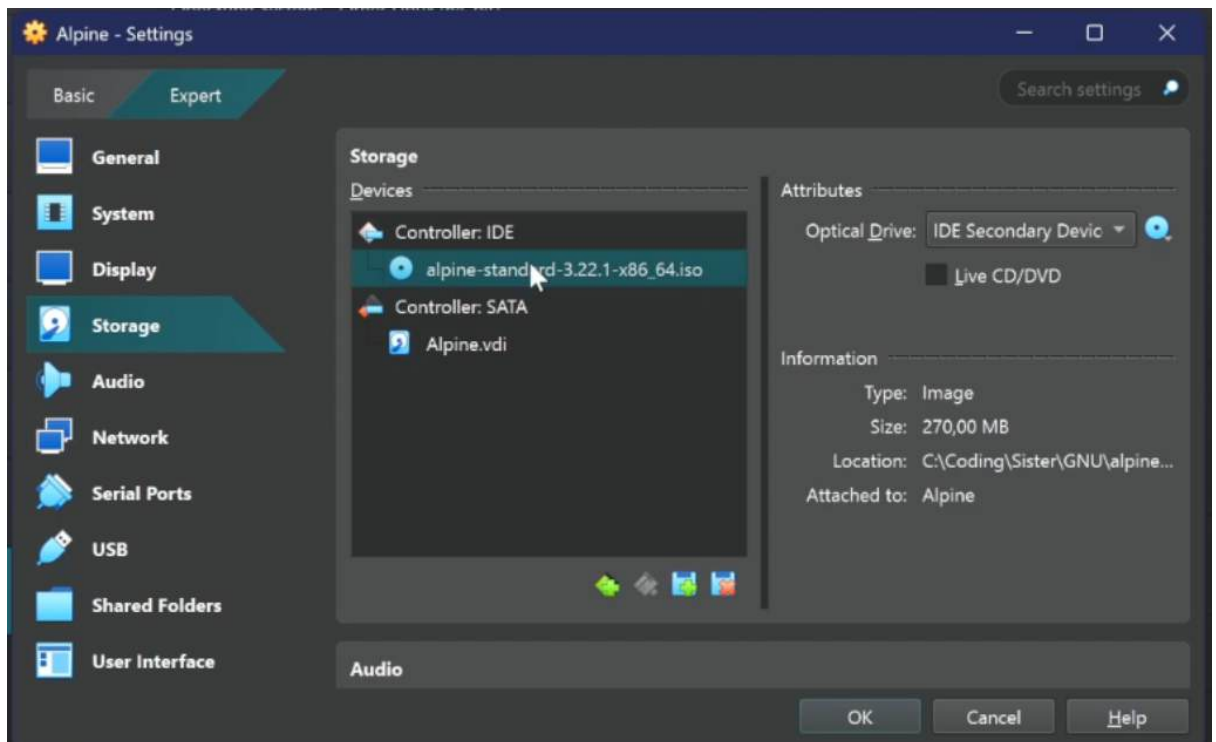 Alpine - Settings
Basic Expert
Search settings
General
System
Display
Storage
Audio
Network
Serial Ports
USB
Shared Folders
User Interface
Storage
Devices
Controller: IDE
alpine-standard-3.22.1-x86_64.iso
Controller: SATA
Alpine.vdi
Attributes
Optical Drive: IDE Secondary Devic
Live CD/DVD
Information
Type: Image
Size: 270,00 MB
Location: C:\Coding\Sister\GNU\alpine...
Attached to: Alpine
Audio
OK Cancel Help